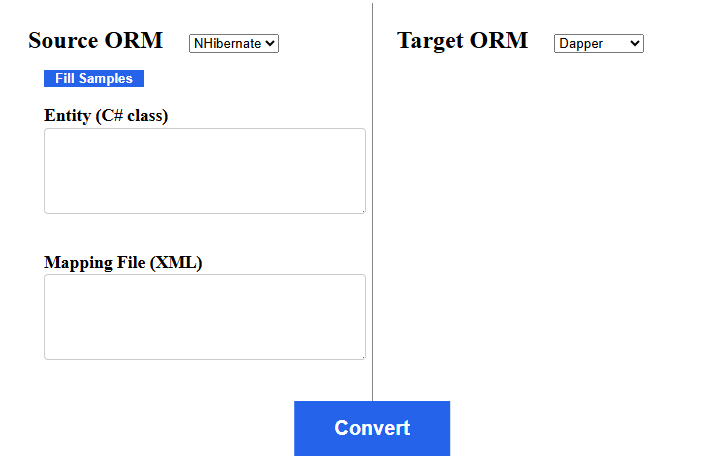 Source ORM
NHibernate
Fill Samples
Entity (C# class)
Mapping File (XML)
Target ORM
Dapper
Convert